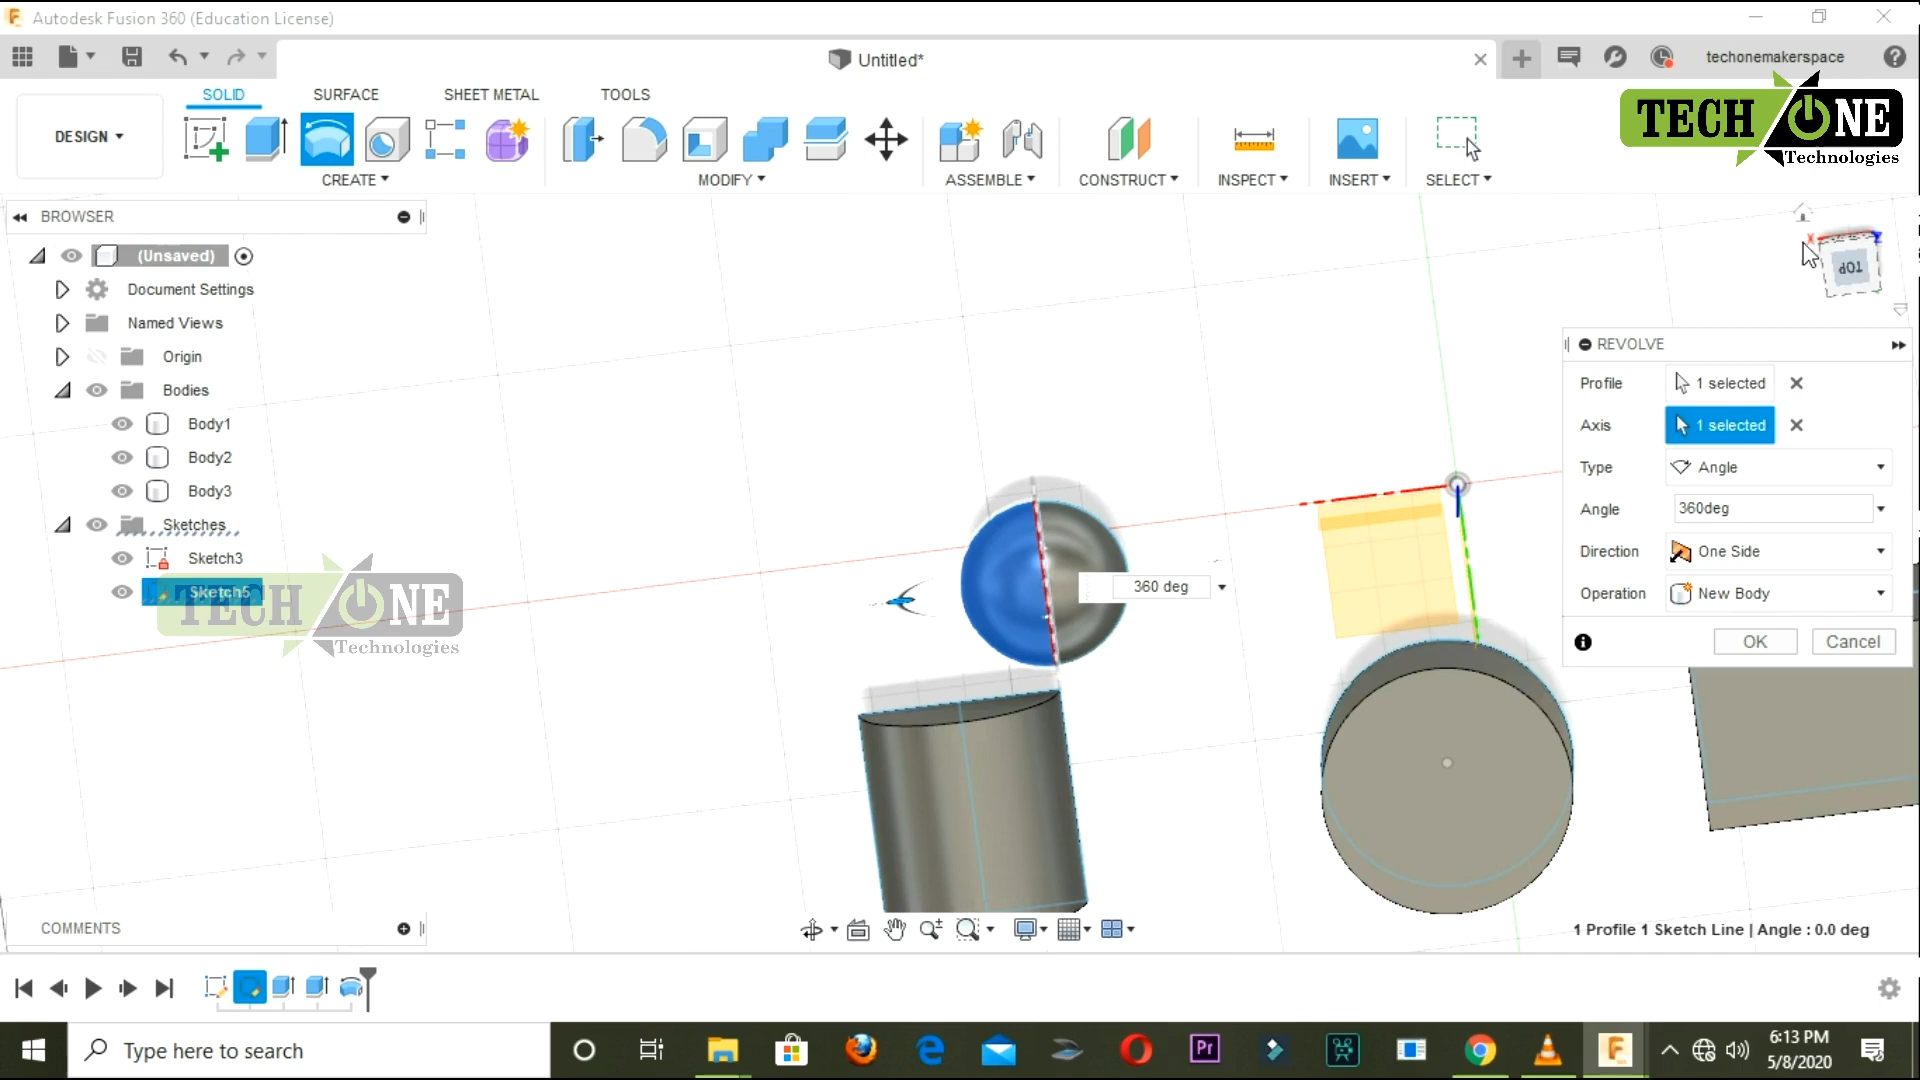 Autodesk Fusion 360 (Education License)
Untitled*
techonemakerspace
SOLID SURFACE SHEET METAL TOOLS
DESIGN
CREATE MODIFY ASSEMBLE CONSTRUCT INSPECT INSERT SELECT
TECH ONE
Technologies
BROWSER
(Unsaved)
Document Settings
Named Views
Origin
Bodies
Body1
Body2
Body3
Sketches
Sketch3
Sketch5
TECH ONE
Technologies
X
Z
TOP
360 deg
REVOLVE
Profile 1 selected
Axis 1 selected
Type Angle
Angle 360deg
Direction One Side
Operation New Body
OK Cancel
COMMENTS
1 Profile 1 Sketch Line | Angle : 0.0 deg
Type here to search
Pr
6:13 PM
5/8/2020